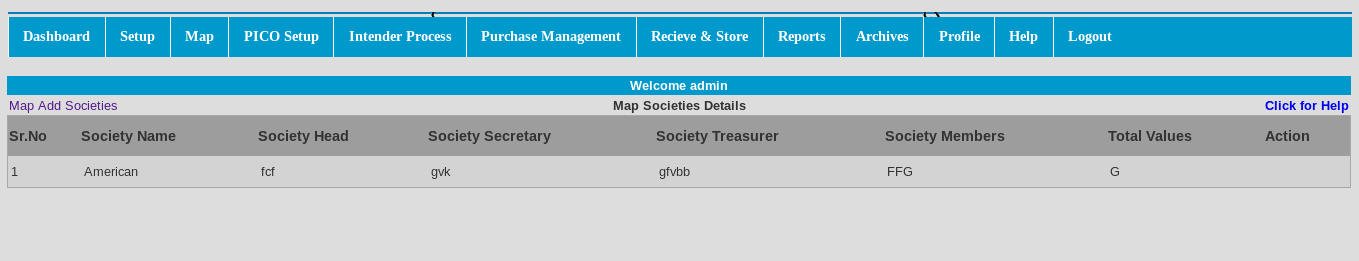 Dashboard Setup Map PICO Setup Intender Process Purchase Management Recieve & Store Reports Archives Profile Help Logout
Welcome admin
Map Add Societies Map Societies Details Click for Help
Sr.No Society Name Society Head Society Secretary Society Treasurer Society Members Total Values Action
1 American fcf gvk gfvbb FFG G